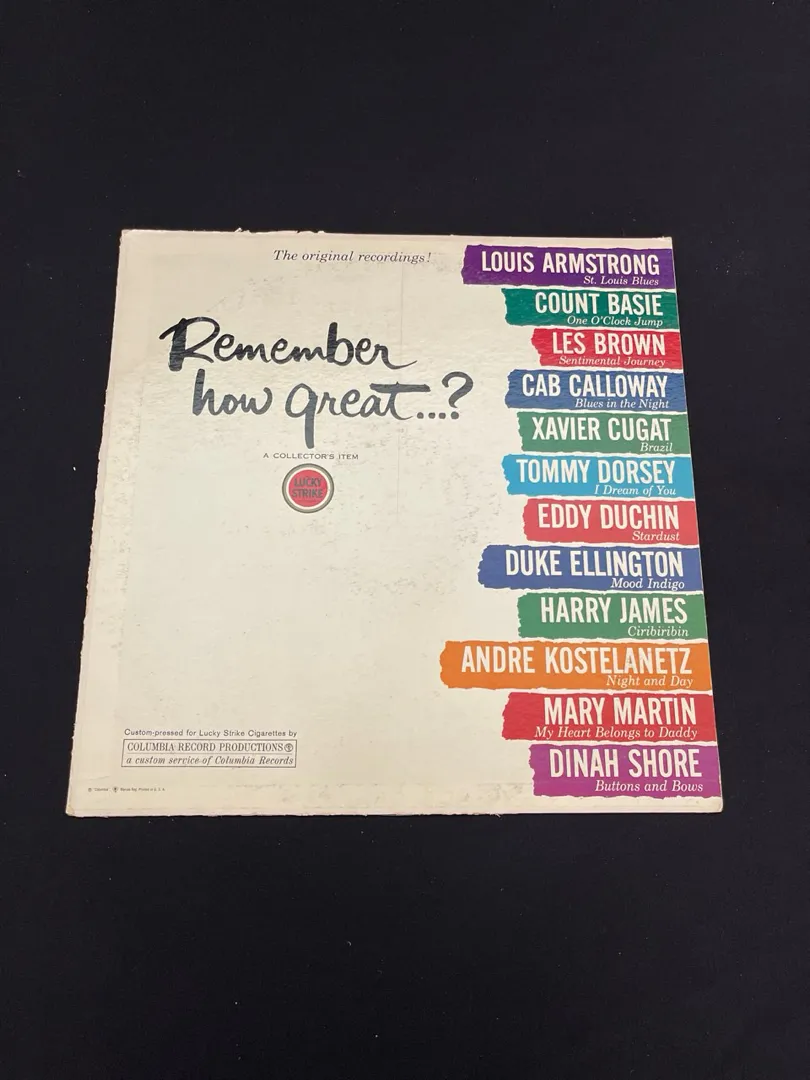 The original recordings!
Remember
how great...?
A COLLECTOR'S ITEM
LUCKY
STRIKE
LOUIS ARMSTRONG
St. Louis Blues
COUNT BASIE
One O'Clock Jump
LES BROWN
Sentimental Journey
CAB CALLOWAY
Blues in the Night
XAVIER CUGAT
Brazil
TOMMY DORSEY
I Dream of You
EDDY DUCHIN
Stardust
DUKE ELLINGTON
Mood Indigo
HARRY JAMES
Ciribiribin
ANDRE KOSTELANETZ
Night and Day
MARY MARTIN
My Heart Belongs to Daddy
DINAH SHORE
Buttons and Bows
Custom-pressed for Lucky Strike Cigarettes by
COLUMBIA RECORD PRODUCTIONS
a custom service of Columbia Records